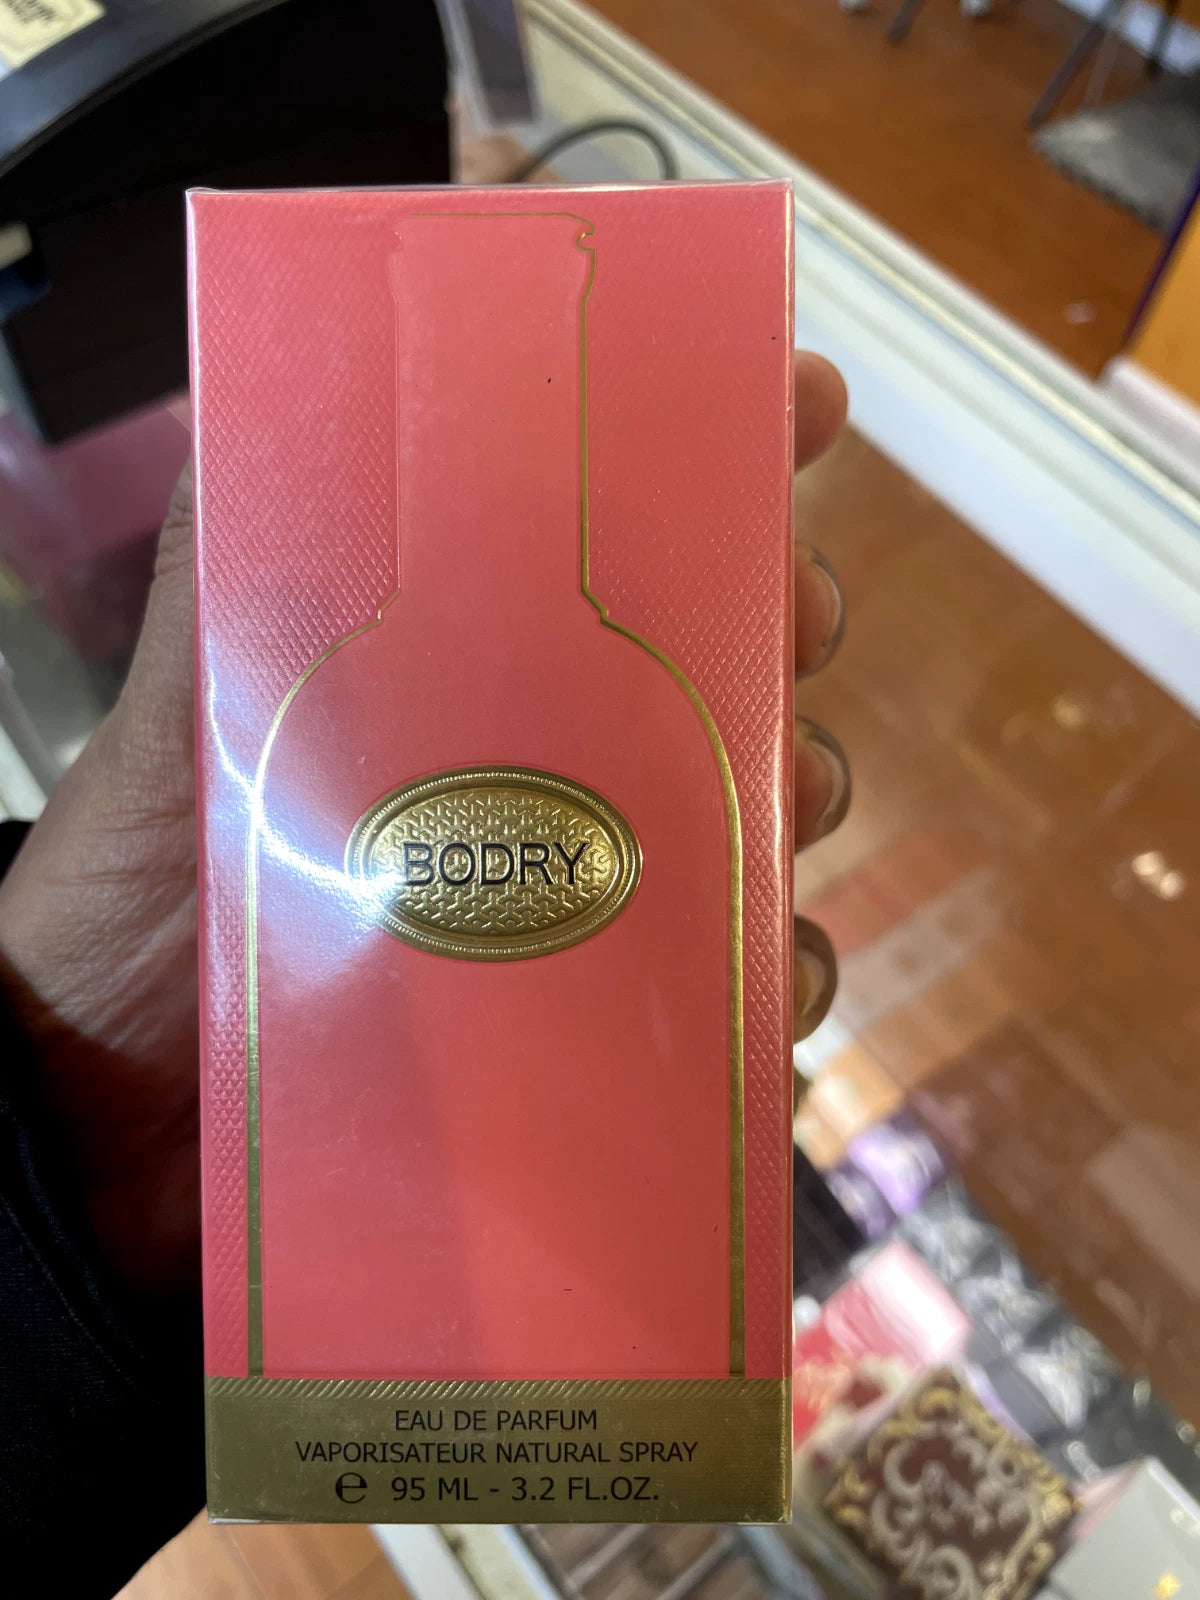 BODRY
EAU DE PARFUM
VAPORISATEUR NATURAL SPRAY
℮ 95 ML - 3.2 FL.OZ.